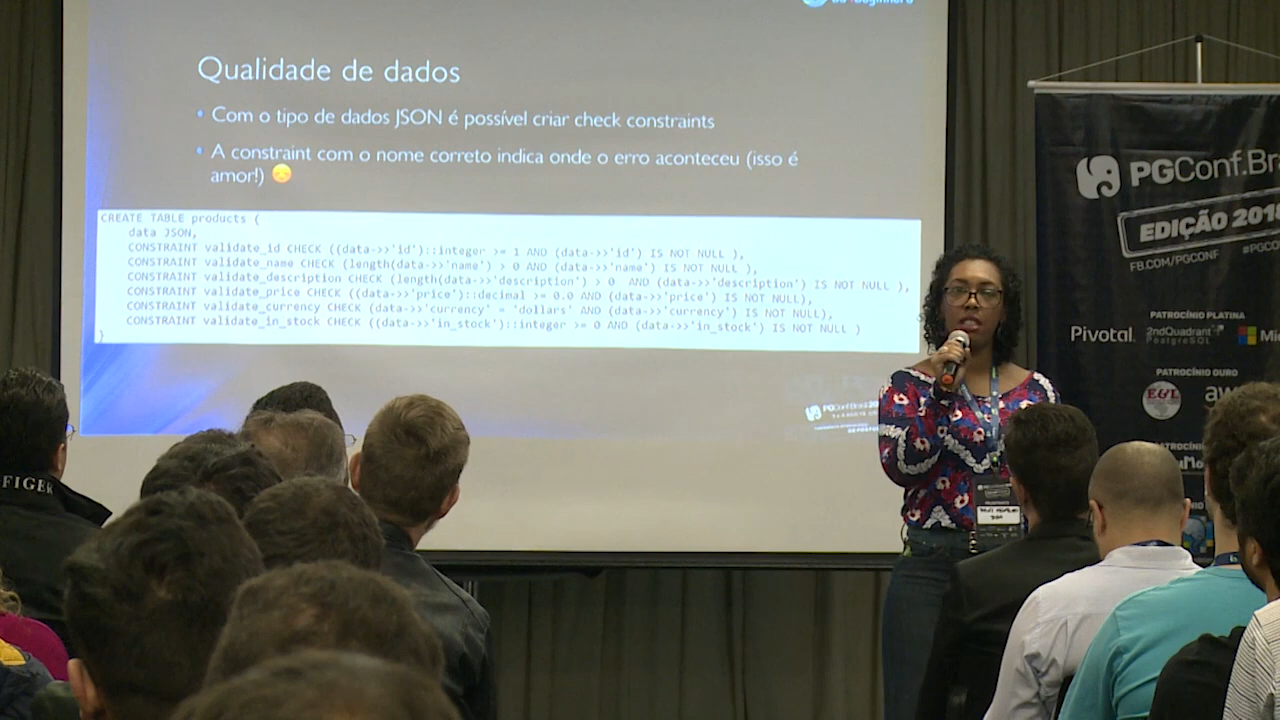 Qualidade de dados
• Com o tipo de dados JSON é possível criar check constraints
• A constraint com o nome correto indica onde o erro aconteceu (isso é
amor!) 😔
CREATE TABLE products (
data JSON,
CONSTRAINT validate_id CHECK ((data->>'id')::integer >= 1 AND (data->>'id') IS NOT NULL ),
CONSTRAINT validate_name CHECK (length(data->>'name') > 0 AND (data->>'name') IS NOT NULL ),
CONSTRAINT validate_description CHECK (length(data->>'description') > 0  AND (data->>'description') IS NOT NULL ),
CONSTRAINT validate_price CHECK ((data->>'price')::decimal >= 0.0 AND (data->>'price') IS NOT NULL),
CONSTRAINT validate_currency CHECK (data->>'currency' = 'dollars' AND (data->>'currency') IS NOT NULL),
CONSTRAINT validate_in_stock CHECK ((data->>'in_stock')::integer >= 0 AND (data->>'in_stock') IS NOT NULL )
)
PGConf.Bra
EDIÇÃO 201
FB.COM/PGCONF #PGCO
PATROCÍNIO PLATINA
Pivotal 2ndQuadrant Mi
PostgreSQL
PATROCÍNIO OURO
E&L aw
FIGER